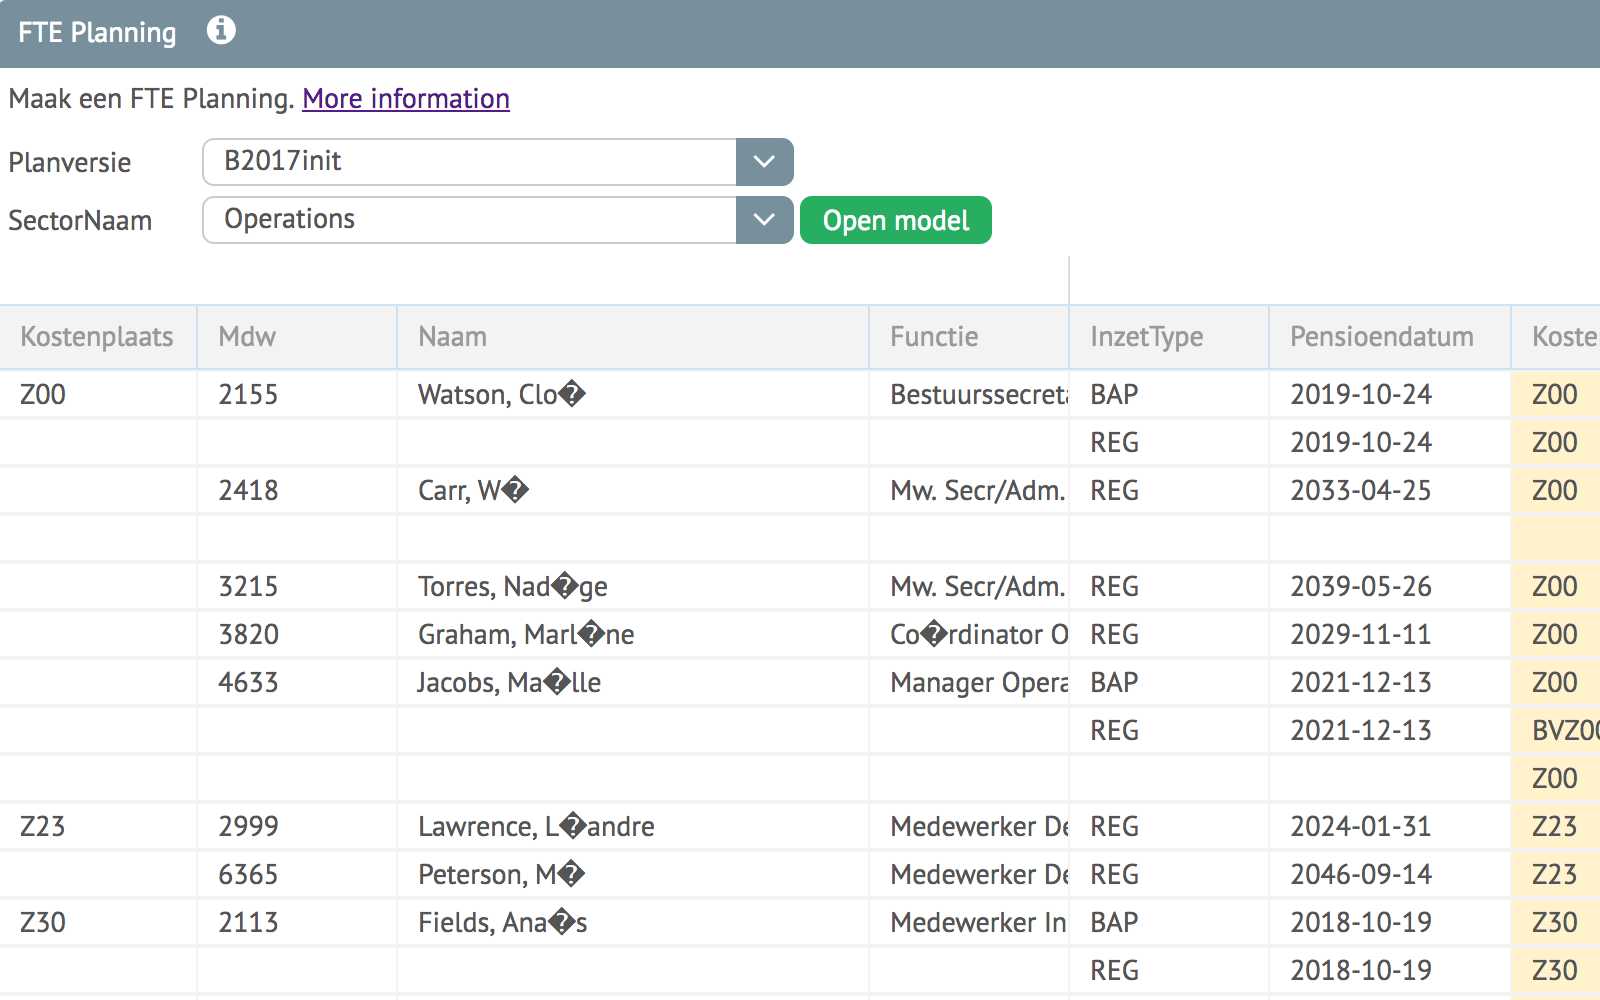 FTE Planning
Maak een FTE Planning. More information
Planversie B2017init
SectorNaam Operations Open model
Kostenplaats Mdw Naam Functie InzetType Pensioendatum Koste
Z00 2155 Watson, Clo� Bestuurssecreta BAP 2019-10-24 Z00
REG 2019-10-24 Z00
2418 Carr, W� Mw. Secr/Adm. REG 2033-04-25 Z00
3215 Torres, Nad�ge Mw. Secr/Adm. REG 2039-05-26 Z00
3820 Graham, Marl�ne Co�rdinator O REG 2029-11-11 Z00
4633 Jacobs, Ma�lle Manager Opera BAP 2021-12-13 Z00
REG 2021-12-13 BVZ00
Z00
Z23 2999 Lawrence, L�andre Medewerker De REG 2024-01-31 Z23
6365 Peterson, M� Medewerker De REG 2046-09-14 Z23
Z30 2113 Fields, Ana�s Medewerker In BAP 2018-10-19 Z30
REG 2018-10-19 Z30